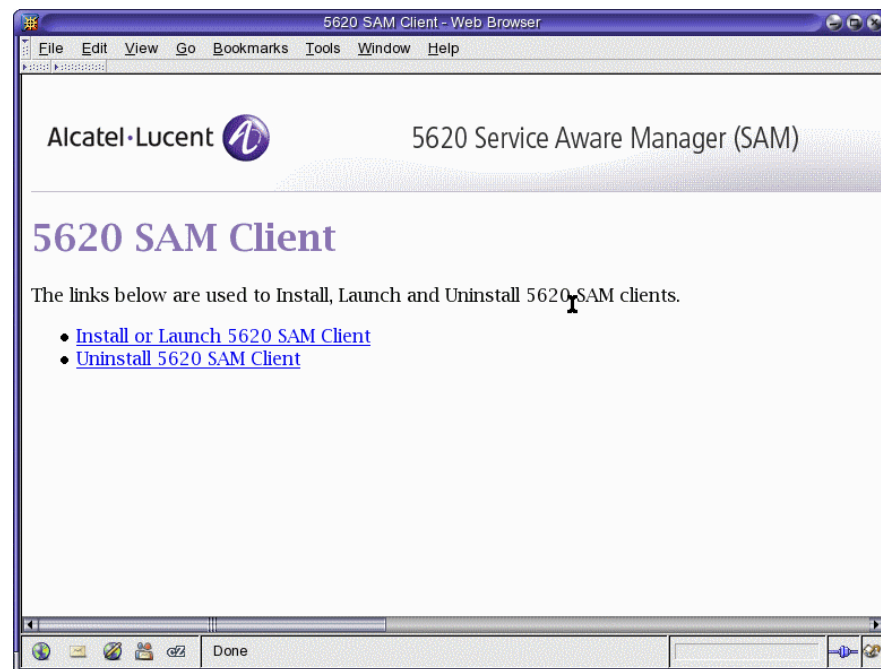 5620 SAM Client - Web Browser
File Edit View Go Bookmarks Tools Window Help
Alcatel·Lucent
5620 Service Aware Manager (SAM)
5620 SAM Client
The links below are used to Install, Launch and Uninstall 5620 SAM clients.
Install or Launch 5620 SAM Client
Uninstall 5620 SAM Client
Done